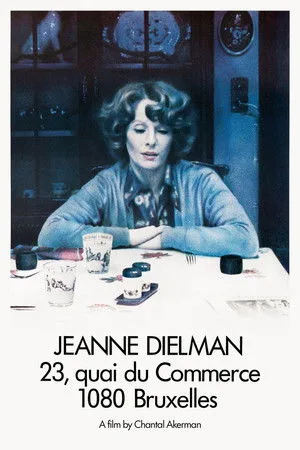 JEANNE DIELMAN
23, quai du Commerce
1080 Bruxelles
A film by Chantal Akerman